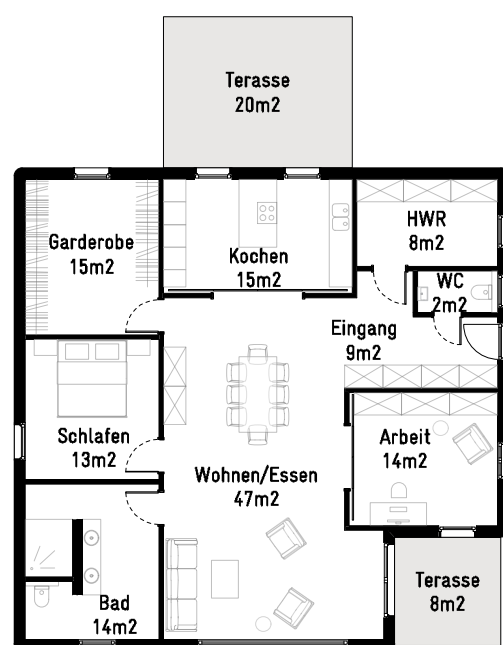 Terasse
20m2
Garderobe
15m2
Kochen
15m2
HWR
8m2
WC
2m2
Eingang
9m2
Schlafen
13m2
Wohnen/Essen
47m2
Arbeit
14m2
Bad
14m2
Terasse
8m2